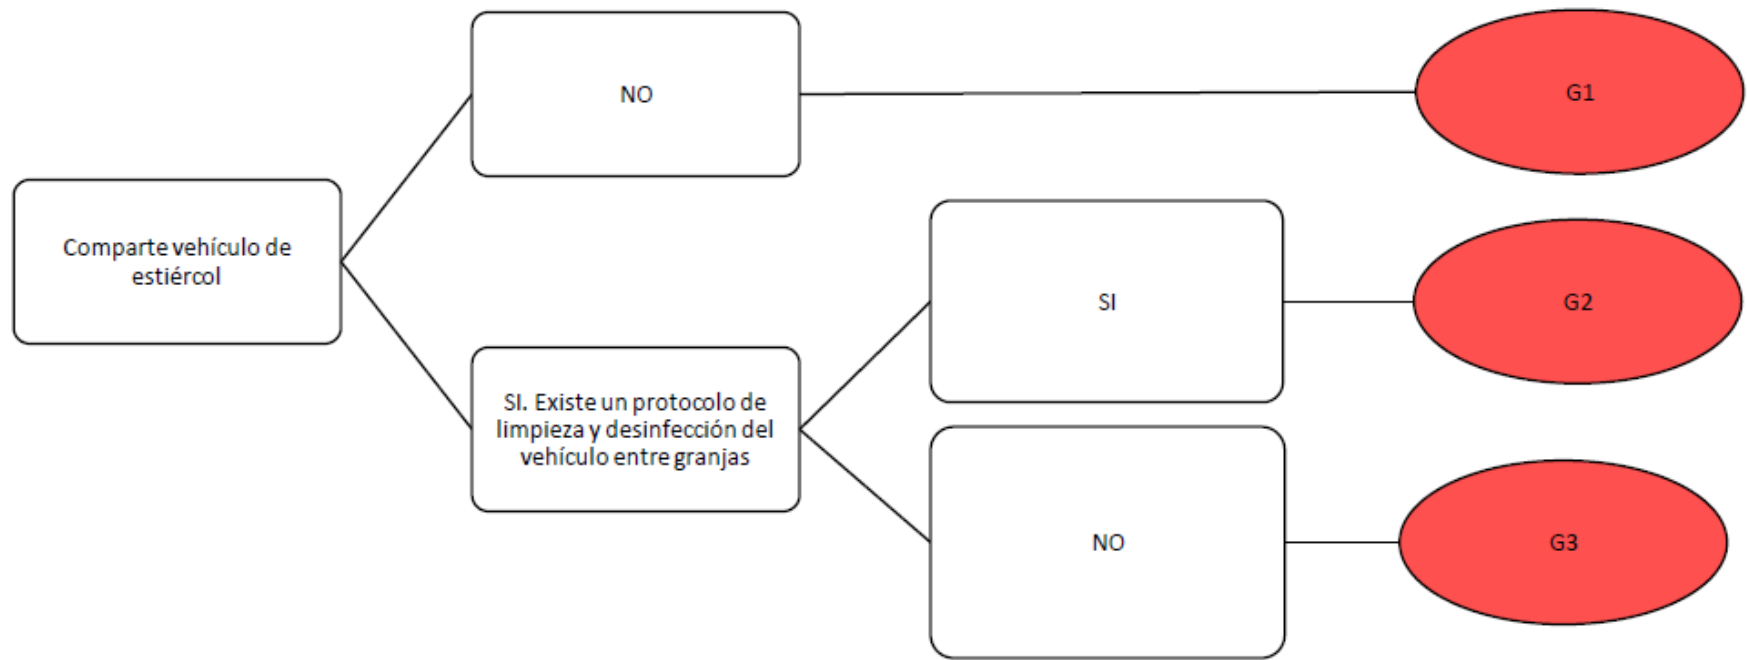 NO
G1
Comparte vehículo de
estiércol
SI
G2
SI. Existe un protocolo de
limpieza y desinfección del
vehículo entre granjas
NO
G3